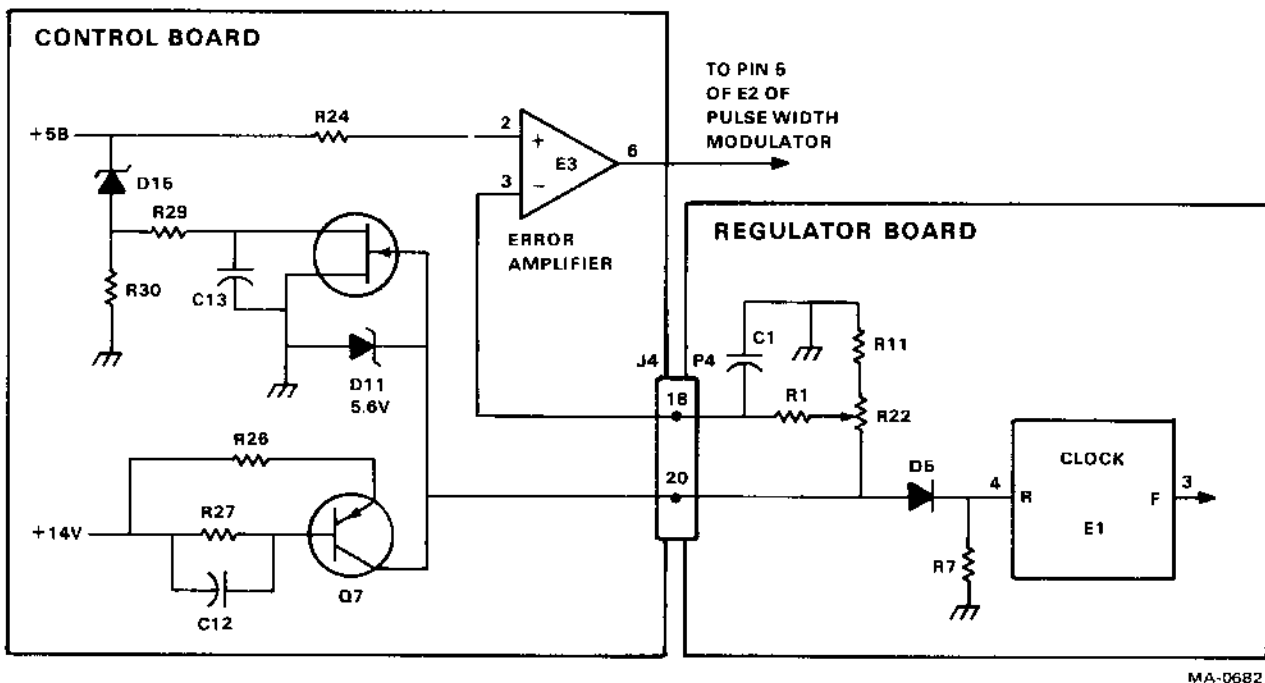 CONTROL BOARD
TO PIN 5
OF E2 OF
PULSE WIDTH
MODULATOR
+5B
R24
2
+
E3
6
3
−
ERROR
AMPLIFIER
D15
R29
R30
C13
D11
5.6V
R26
+14V
R27
C12
Q7
J4
P4
18
20
REGULATOR BOARD
C1
R11
R1
R22
D5
R7
CLOCK
4
R
F
3
E1
MA-0682